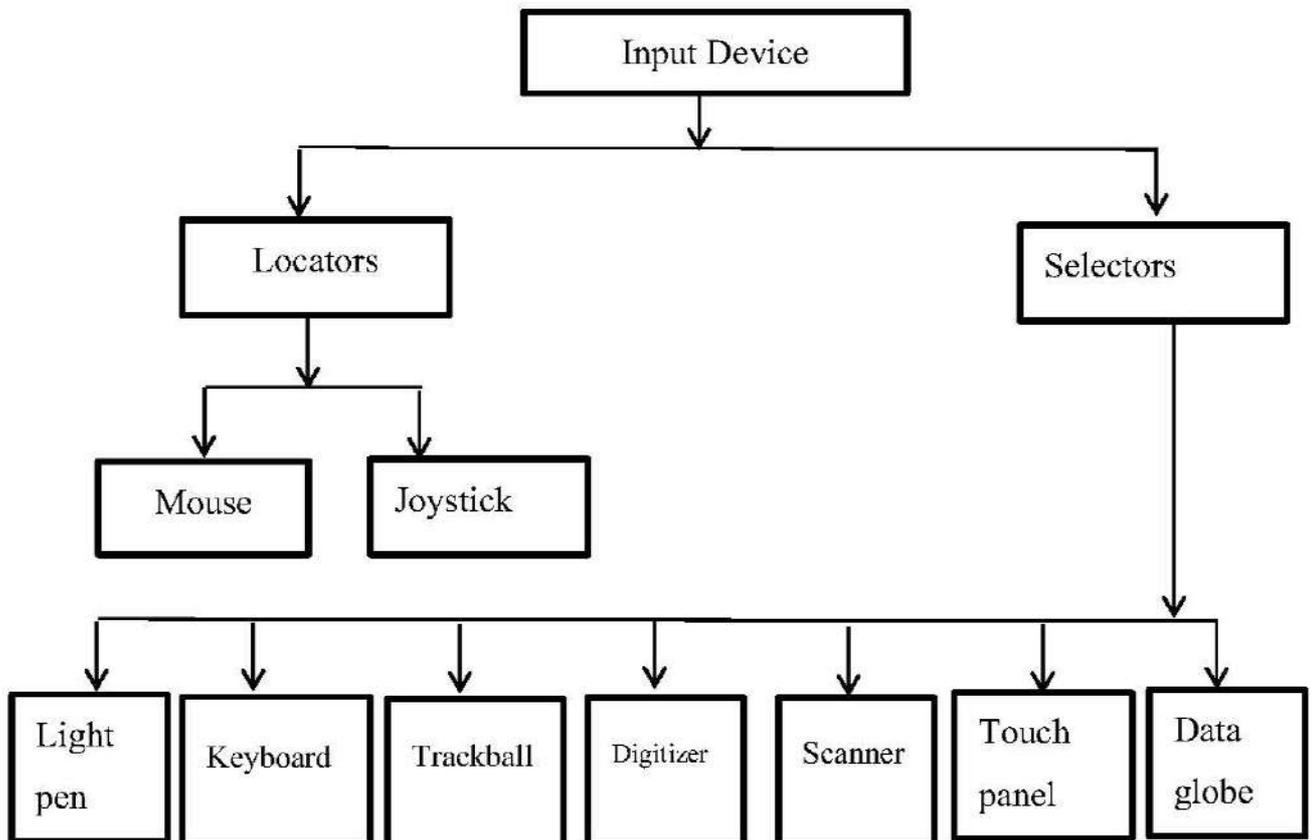 Input Device
Locators
Selectors
Mouse
Joystick
Light
pen
Keyboard
Trackball
Digitizer
Scanner
Touch
panel
Data
globe